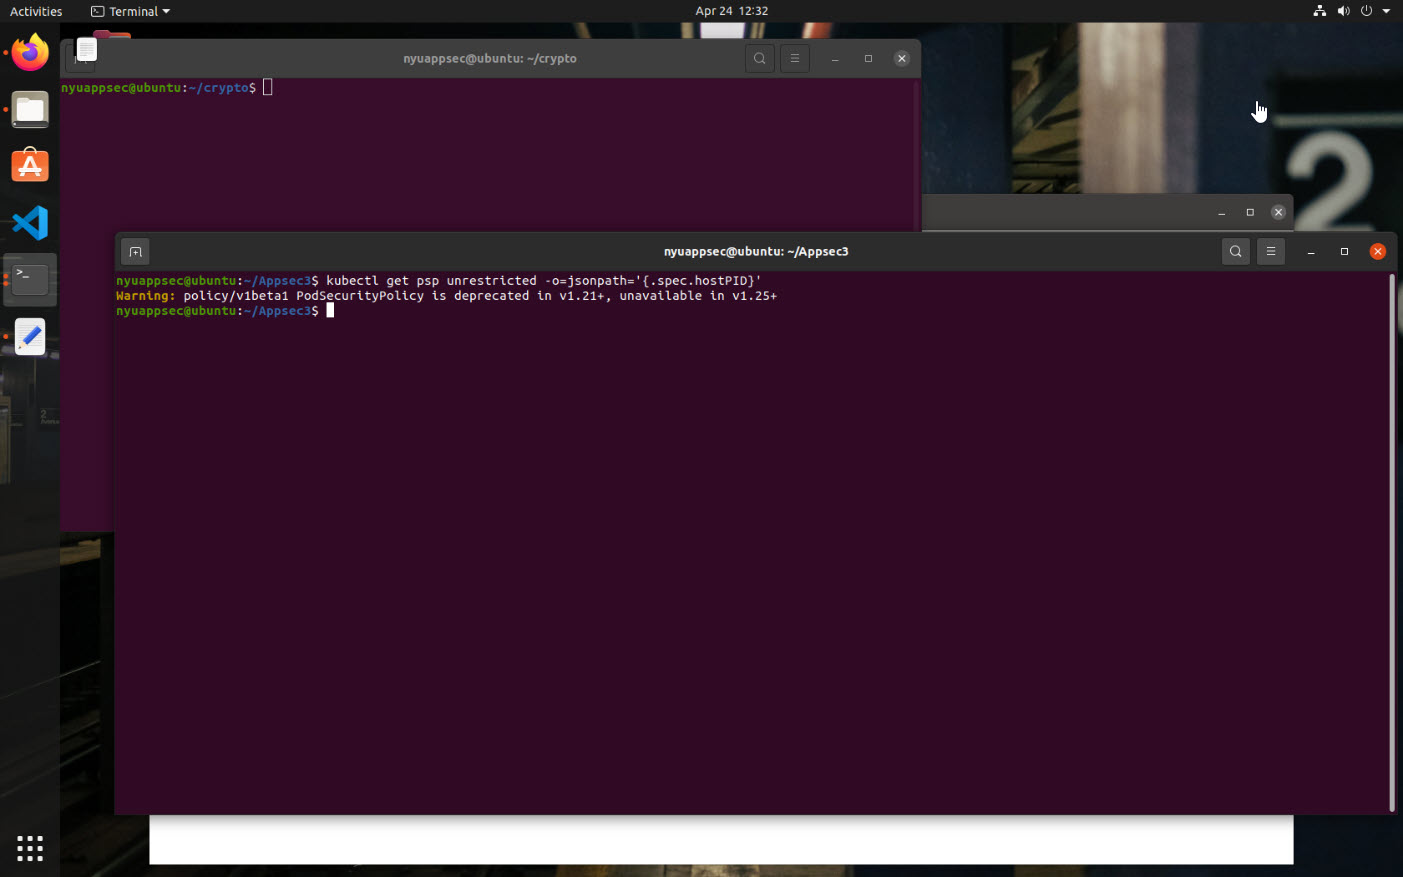 Activities
Terminal
Apr 24 12:32
nyuappsec@ubuntu: ~/crypto
nyuappsec@ubuntu:~/crypto$
2
nyuappsec@ubuntu: ~/Appsec3
nyuappsec@ubuntu:~/Appsec3$ kubectl get psp unrestricted -o=jsonpath='{.spec.hostPID}'
Warning: policy/v1beta1 PodSecurityPolicy is deprecated in v1.21+, unavailable in v1.25+
nyuappsec@ubuntu:~/Appsec3$
2